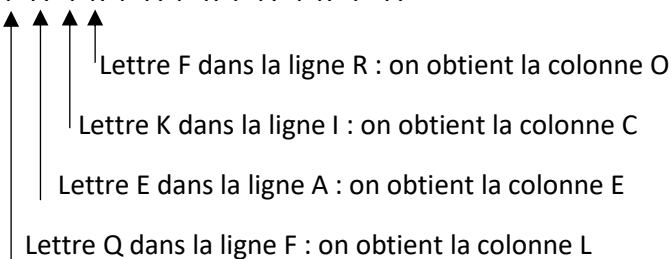 Lettre F dans la ligne R : on obtient la colonne O
Lettre K dans la ligne I : on obtient la colonne C
Lettre E dans la ligne A : on obtient la colonne E
Lettre Q dans la ligne F : on obtient la colonne L